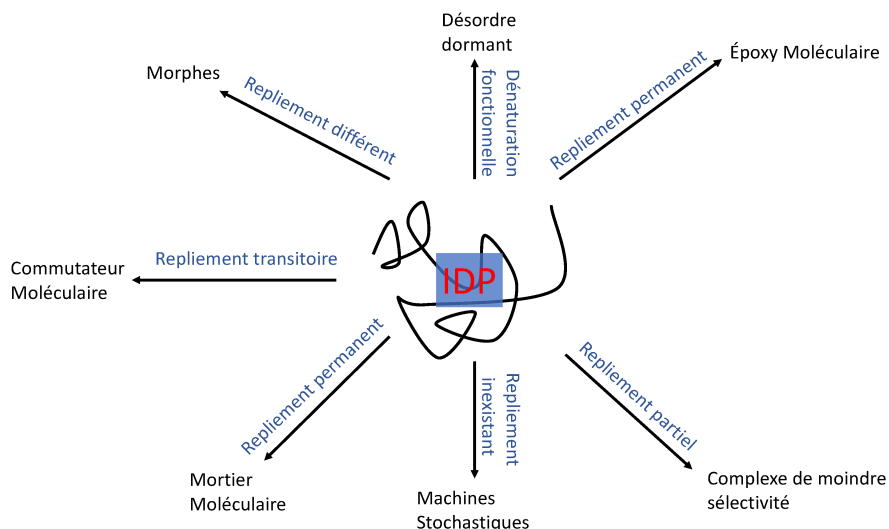 Désordre
dormant
Époxy Moléculaire
Morphes
Repliement différent
Dénaturation
fonctionnelle
Repliement permanent
Commutateur
Moléculaire
Repliement transitoire
IDP
Repliement permanent
Repliement
inexistant
Repliement partiel
Mortier
Moléculaire
Machines
Stochastiques
Complexe de moindre
sélectivité